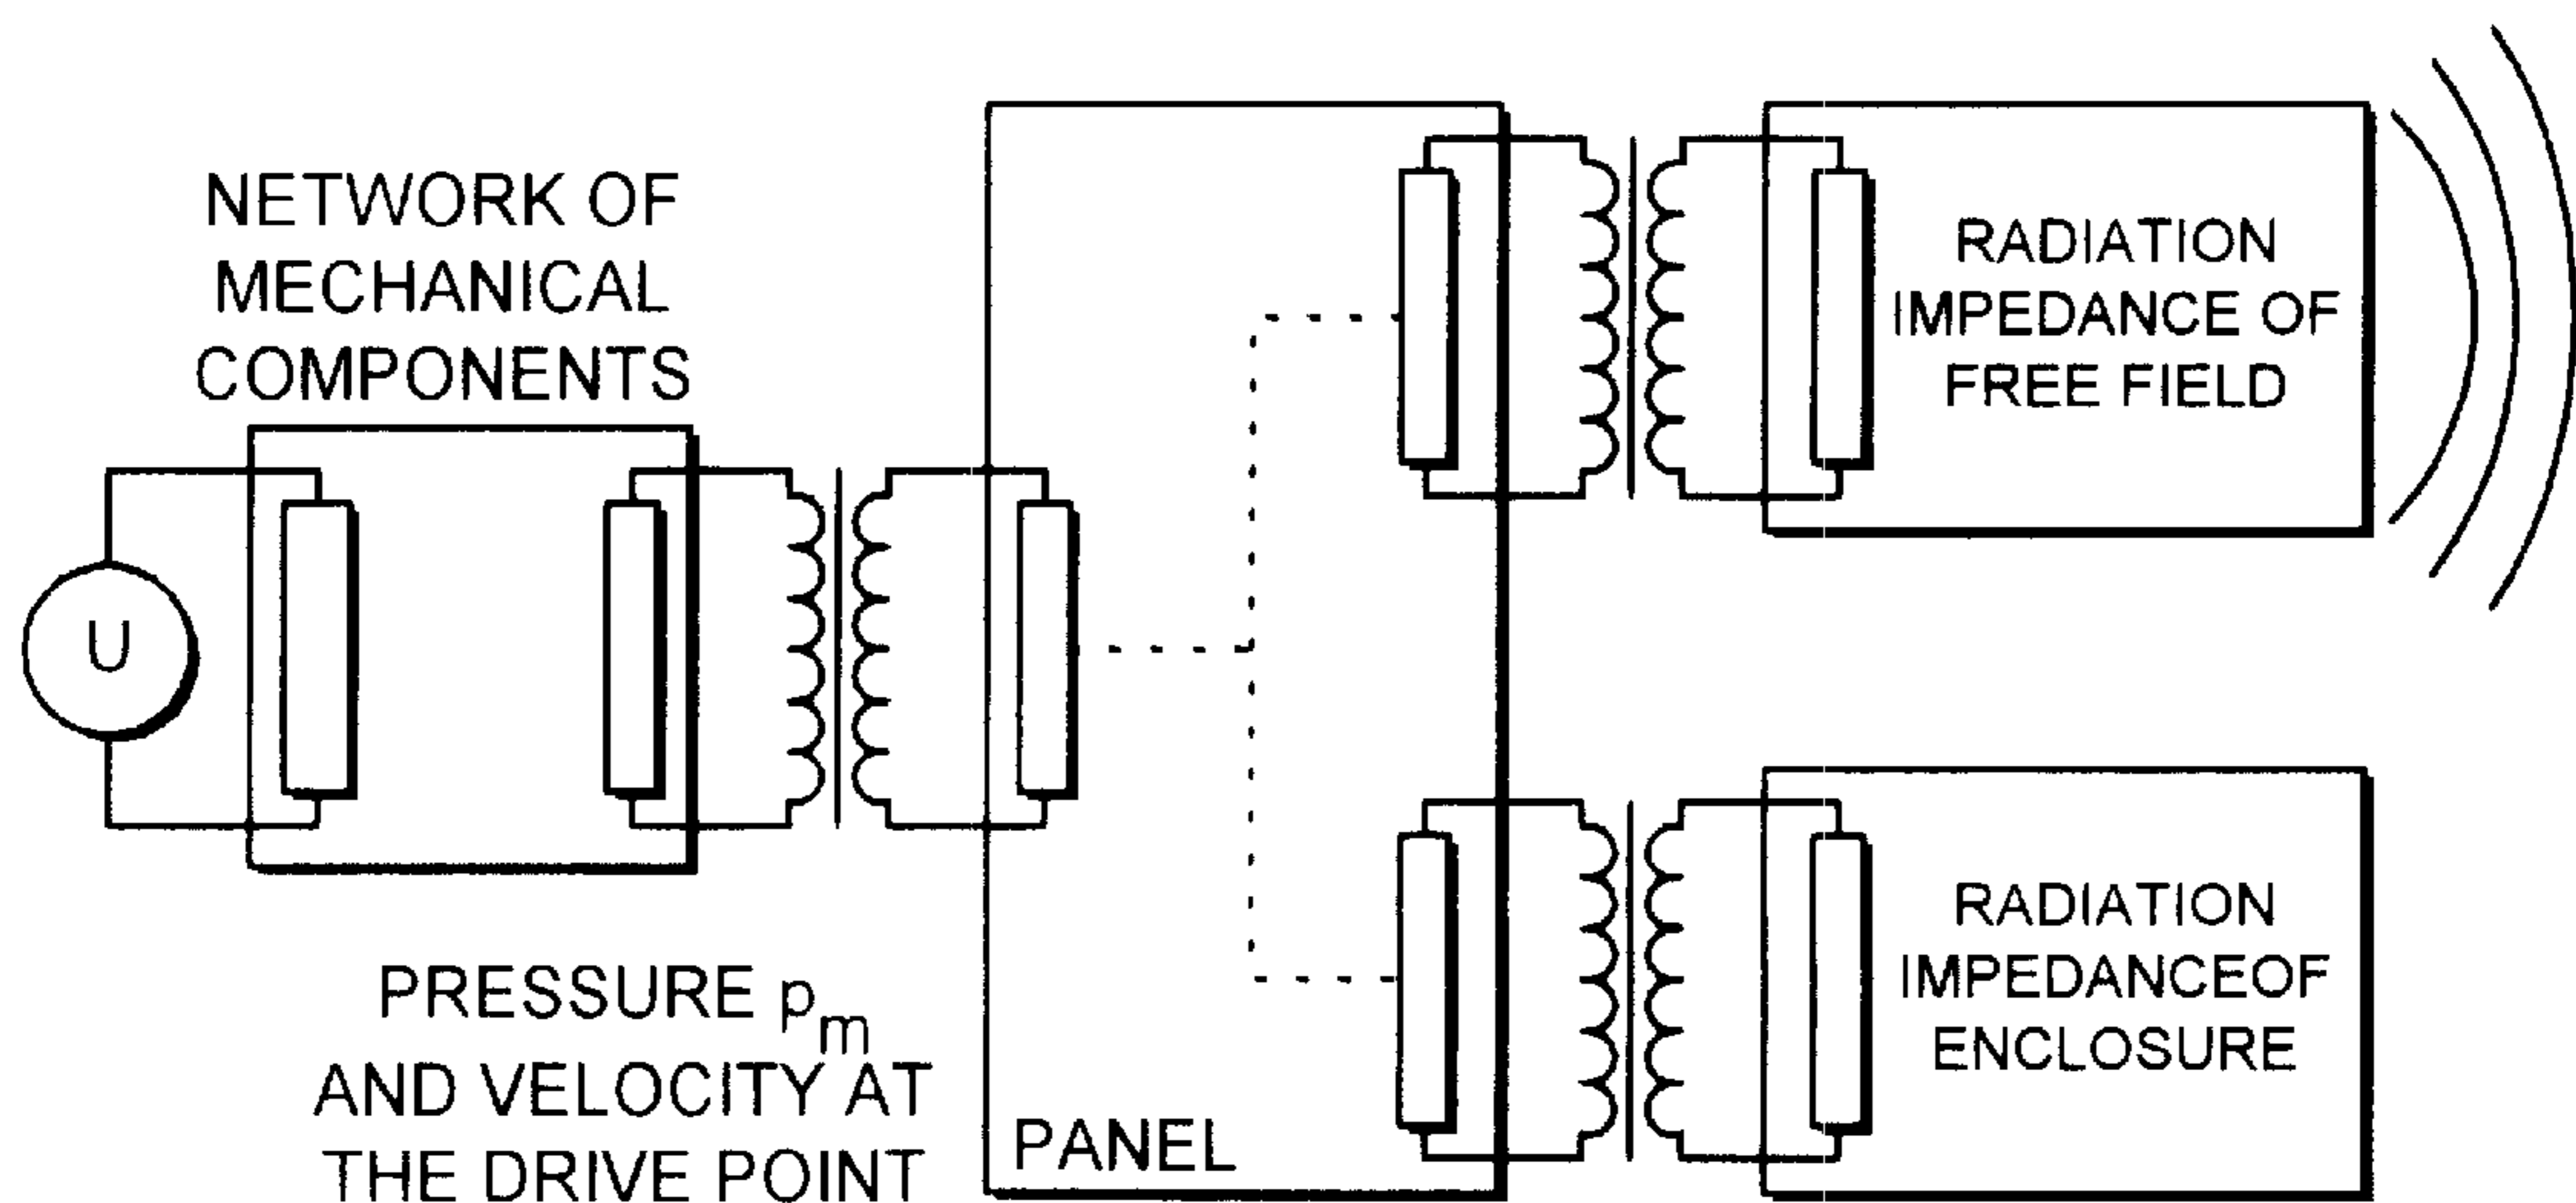 NETWORK OF
MECHANICAL
COMPONENTS
U
PRESSURE pm
AND VELOCITY AT
THE DRIVE POINT
PANEL
RADIATION
IMPEDANCE OF
FREE FIELD
RADIATION
IMPEDANCEOF
ENCLOSURE